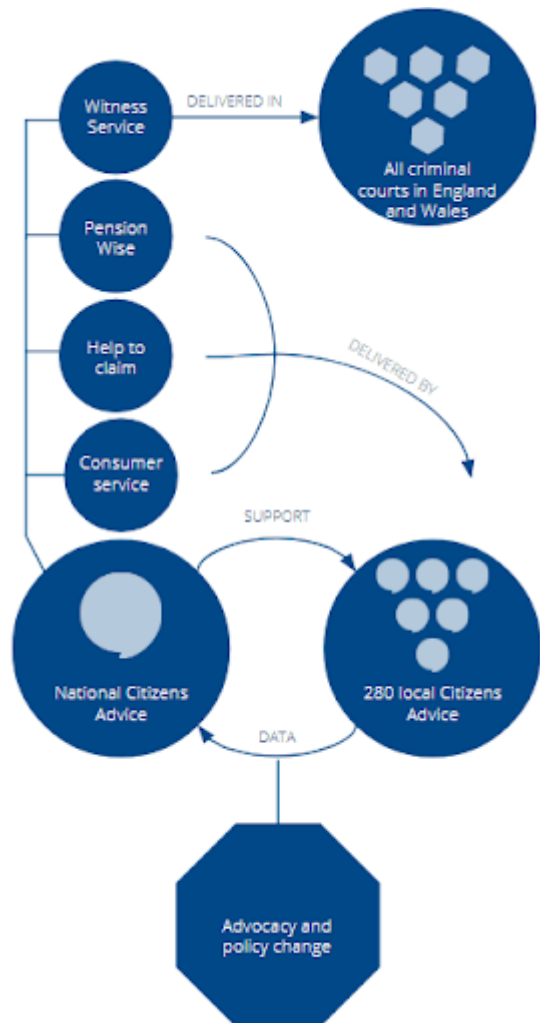 Witness
Service
DELIVERED IN
All criminal
courts in England
and Wales
Pension
Wise
Help to
claim
DELIVERED BY
Consumer
service
SUPPORT
National Citizens
Advice
280 local Citizens
Advice
DATA
Advocacy and
policy change